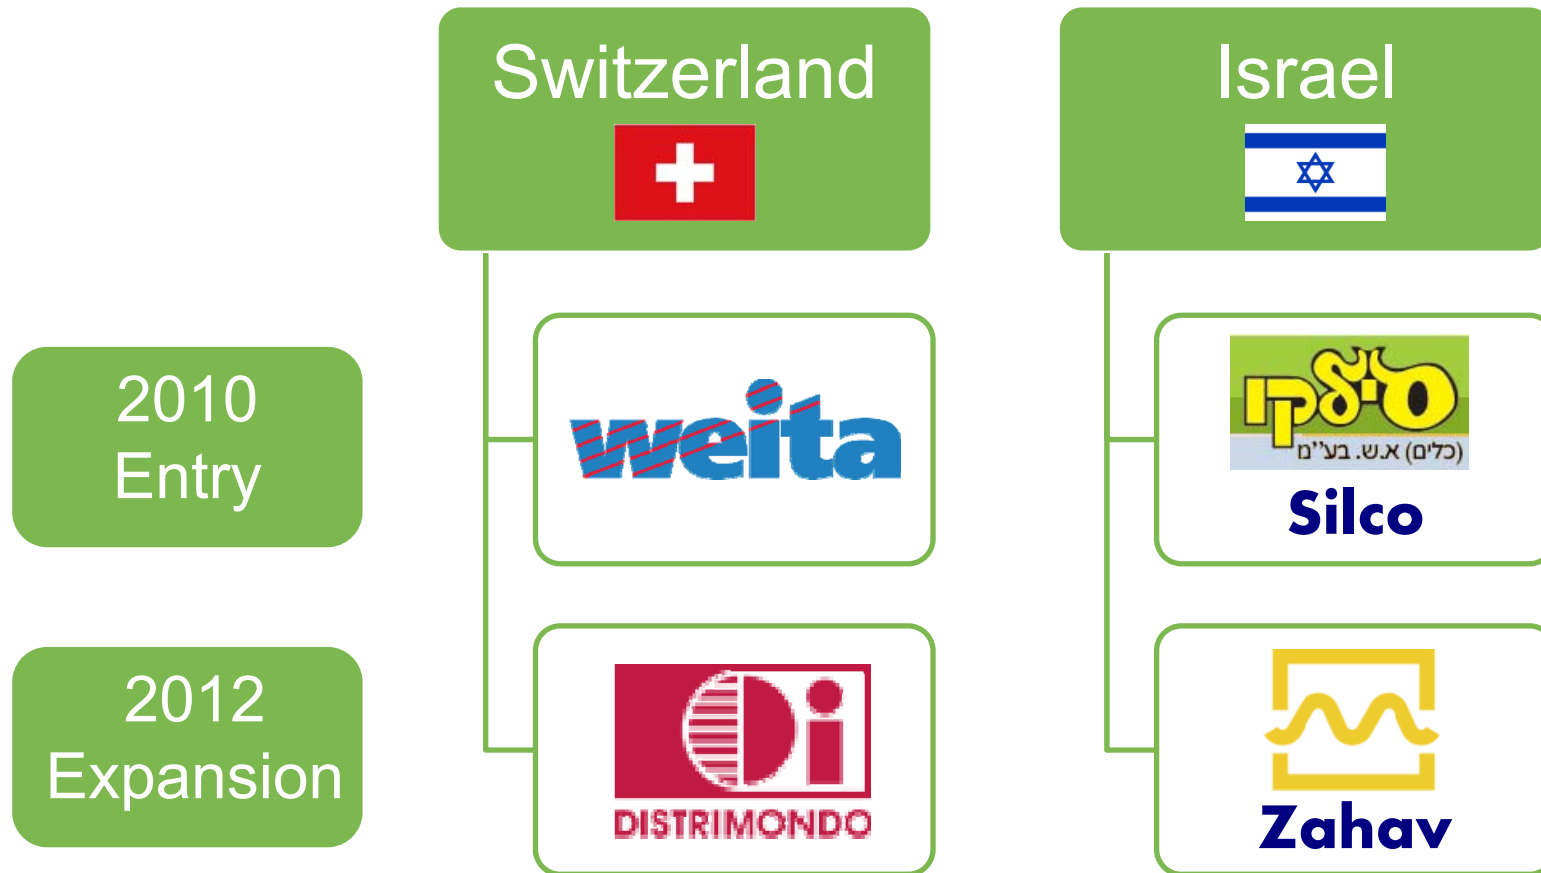 Switzerland
Israel
2010
Entry
weita
סילקו
(כלים) א.ש. בע''מ
Silco
2012
Expansion
Di
DISTRIMONDO
Zahav